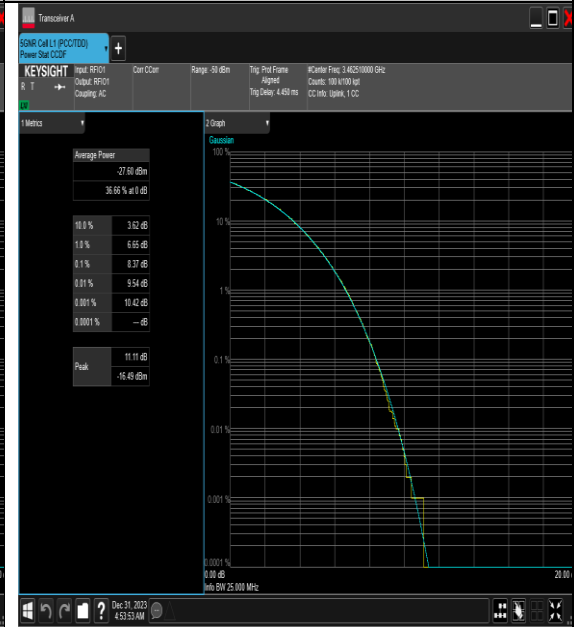 Transceiver A
5GNR Cell L1 (PCC/TDD)
Power Stat CCDF
KEYSIGHT
R T
Input: RFIO1
Output: RFIO1
Coupling: AC
Corr CCorr
Range: -50 dBm
Trig: Prot Frame
Aligned
Trig Delay: 4.450 ms
#Center Freq: 3.462510000 GHz
Counts: 100 k/100 kpt
CC Info: Uplink, 1 CC
1 Metrics
Average Power
-27.60 dBm
36.66 % at 0 dB
10.0 % 3.62 dB
1.0 % 6.65 dB
0.1 % 8.37 dB
0.01 % 9.54 dB
0.001 % 10.42 dB
0.0001 % --- dB
Peak
11.11 dB
-16.49 dBm
2 Graph
Gaussian
100 %
10 %
1 %
0.1 %
0.01 %
0.001 %
0.0001 %
0.00 dB
20.00
Info BW 25.000 MHz
?
Dec 31, 2023
4:53:53 AM